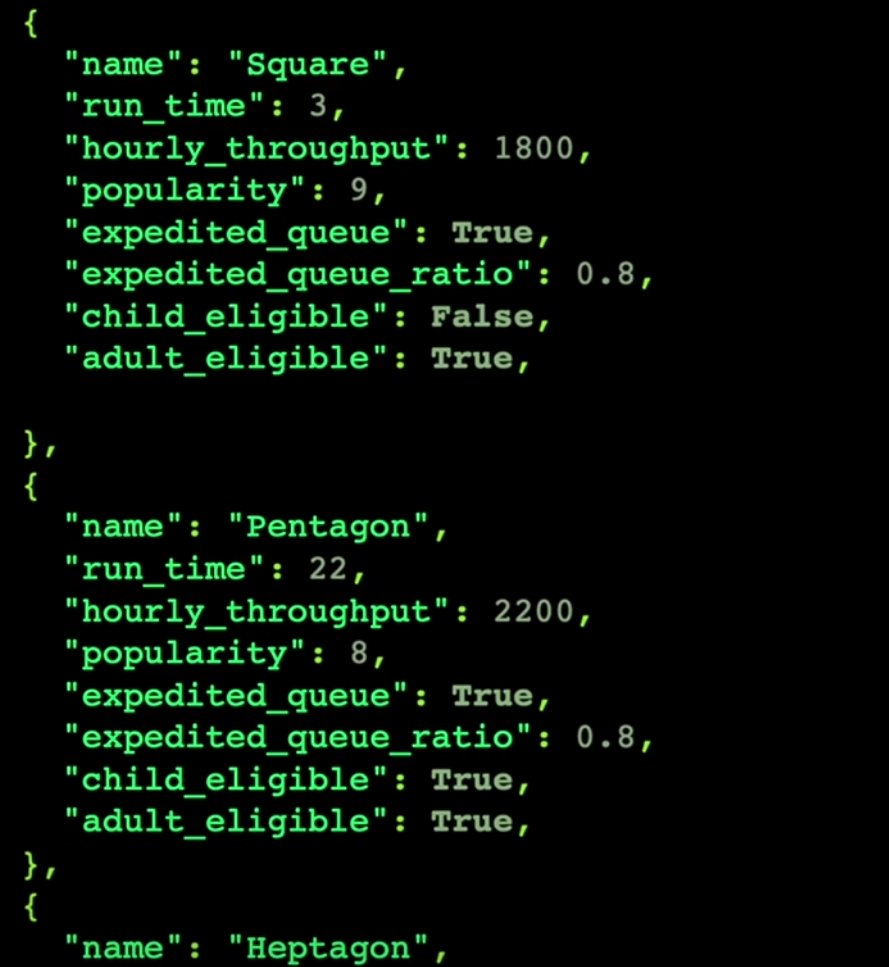 {
"name": "Square",
"run_time": 3,
"hourly_throughput": 1800,
"popularity": 9,
"expedited_queue": True,
"expedited_queue_ratio": 0.8,
"child_eligible": False,
"adult_eligible": True,
},
{
"name": "Pentagon",
"run_time": 22,
"hourly_throughput": 2200,
"popularity": 8,
"expedited_queue": True,
"expedited_queue_ratio": 0.8,
"child_eligible": True,
"adult_eligible": True,
},
{
"name": "Heptagon",